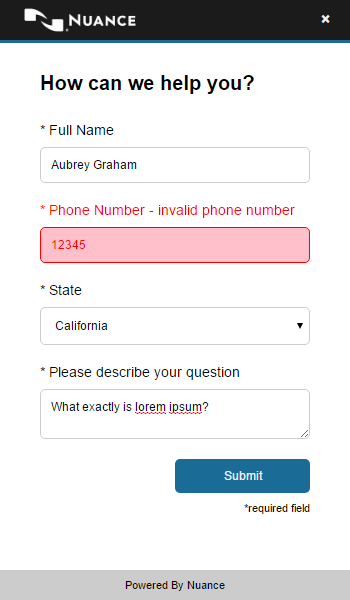 NUANCE
×
How can we help you?
* Full Name
Aubrey Graham
* Phone Number - invalid phone number
12345
* State
California
* Please describe your question
What exactly is lorem ipsum?
Submit
*required field
Powered By Nuance